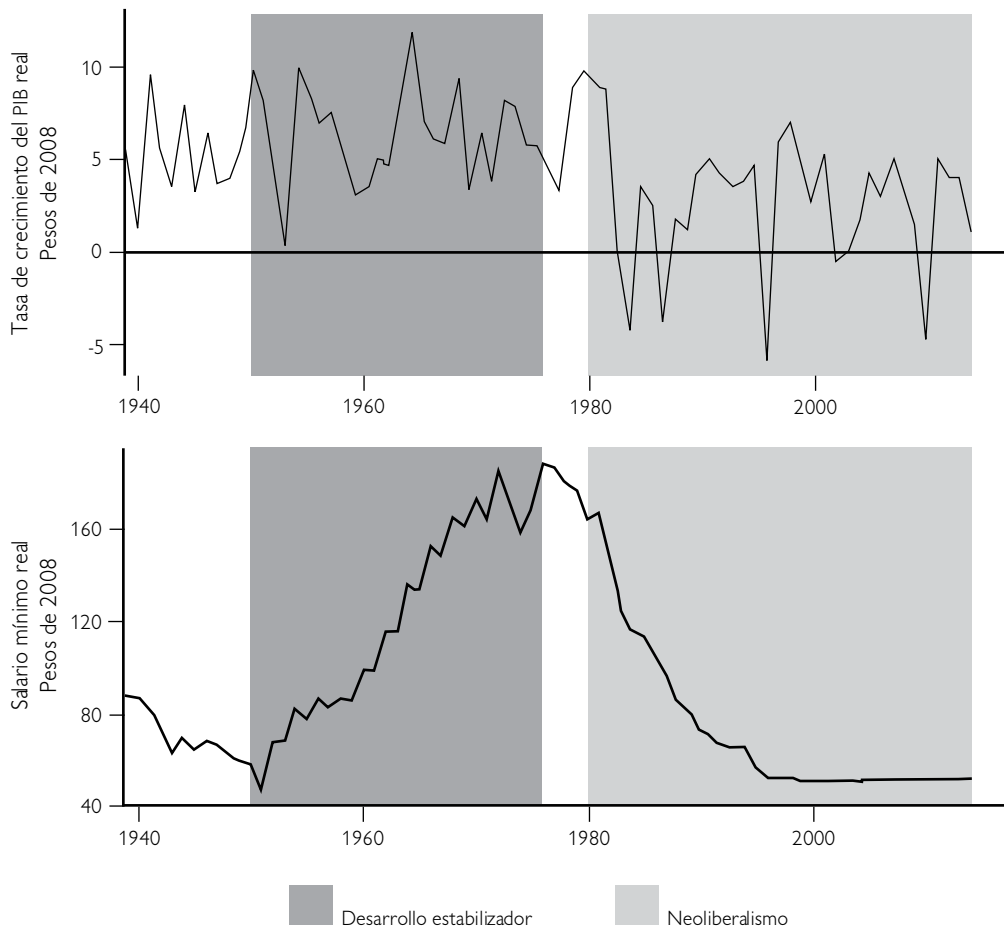 Tasa de crecimiento del PIB real
Pesos de 2008
10
5
0
-5
1940
1960
1980
2000
Salario mínimo real
Pesos de 2008
160
120
80
40
1940
1960
1980
2000
Desarrollo estabilizador
Neoliberalismo